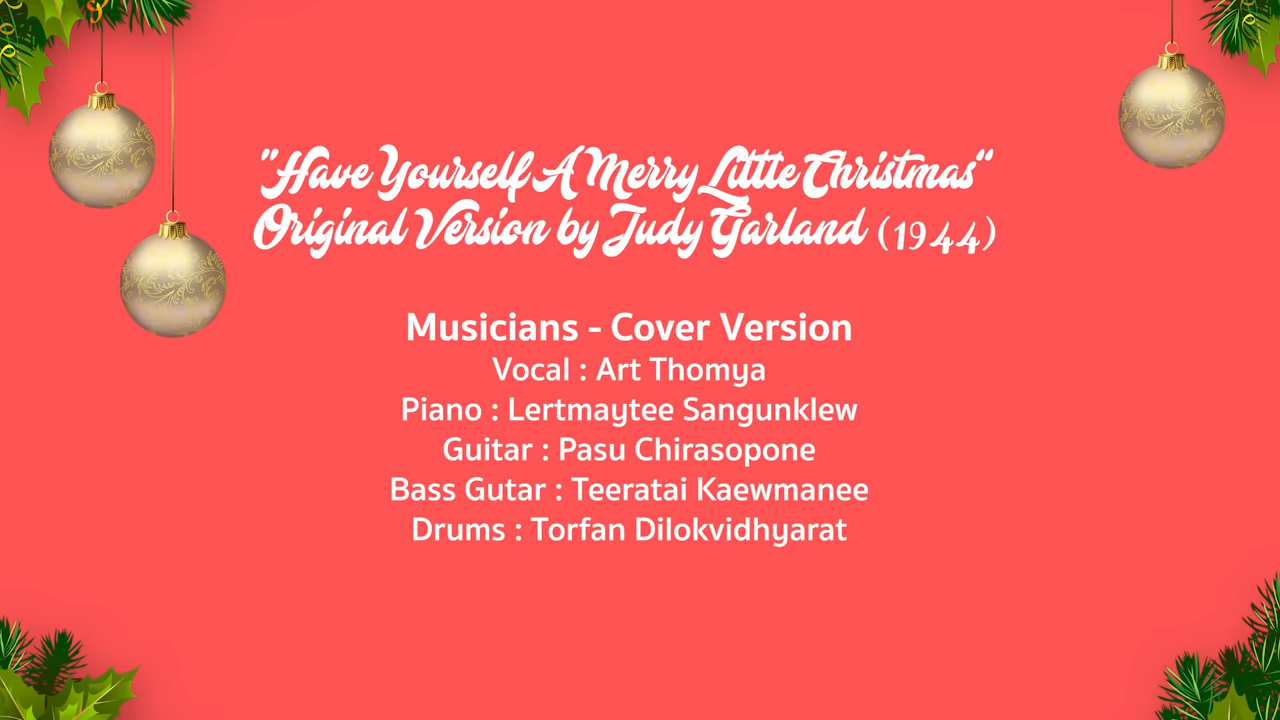 "Have Yourself A Merry Little Christmas"
Original Version by Judy Garland (1944)
Musicians - Cover Version
Vocal : Art Thomya
Piano : Lertmaytee Sangunklew
Guitar : Pasu Chirasopone
Bass Gutar : Teeratai Kaewmanee
Drums : Torfan Dilokvidhyarat